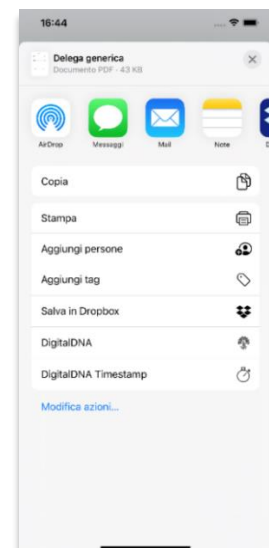 16:44
Delega generica
Documento PDF · 43 KB
AirDrop Messaggi Mail Note
Copia
Stampa
Aggiungi persone
Aggiungi tag
Salva in Dropbox
DigitalDNA
DigitalDNA Timestamp
Modifica azioni...